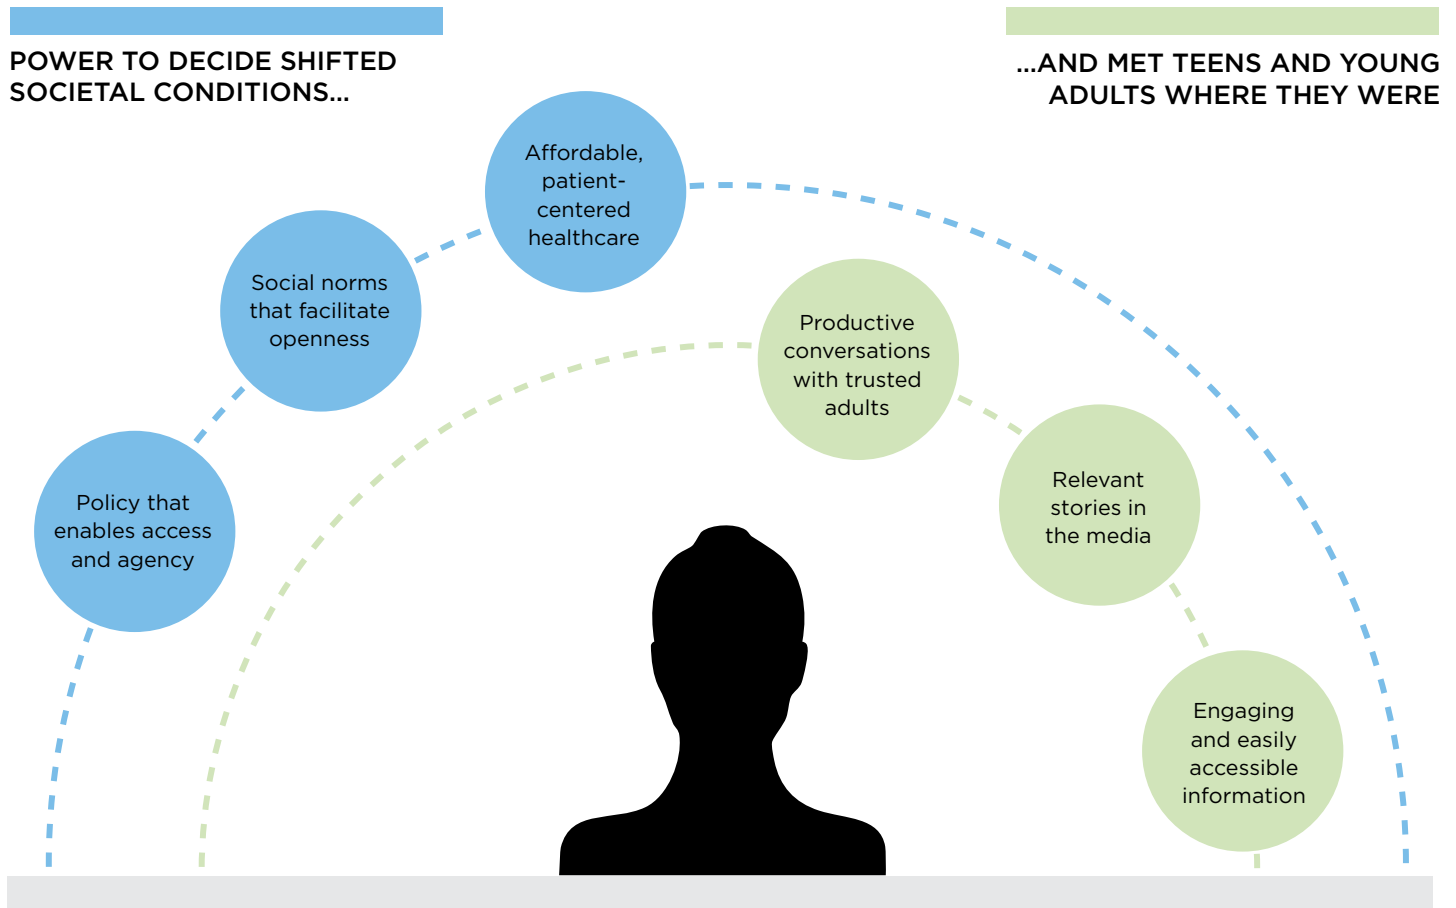 POWER TO DECIDE SHIFTED
SOCIETAL CONDITIONS...
...AND MET TEENS AND YOUNG
ADULTS WHERE THEY WERE
Affordable,
patient-
centered
healthcare
Social norms
that facilitate
openness
Policy that
enables access
and agency
Productive
conversations
with trusted
adults
Relevant
stories in
the media
Engaging
and easily
accessible
information